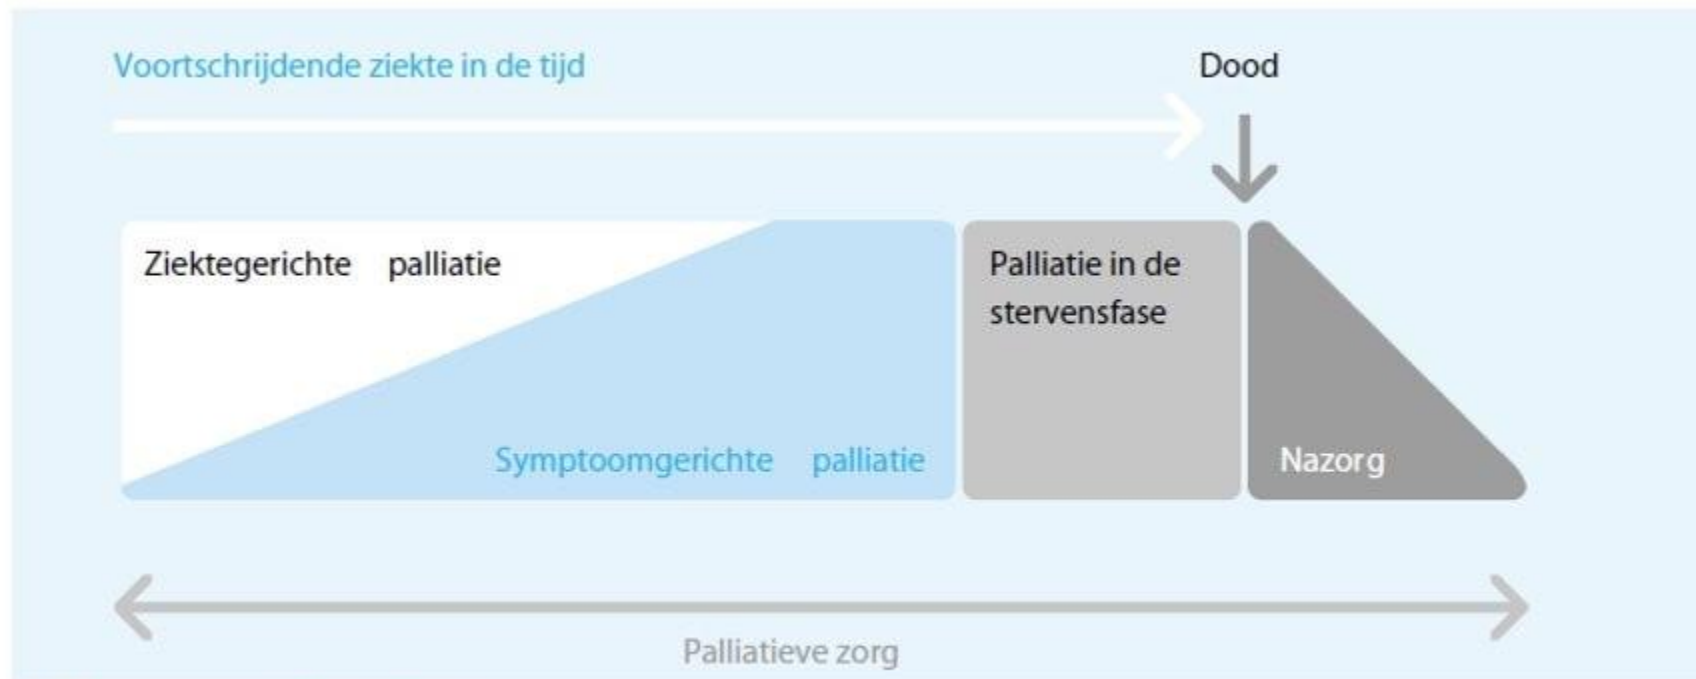 Voortschrijdende ziekte in de tijd
Dood
Ziektegerichte palliatie
Palliatie in de
stervensfase
Symptoomgerichte palliatie
Nazorg
Palliatieve zorg